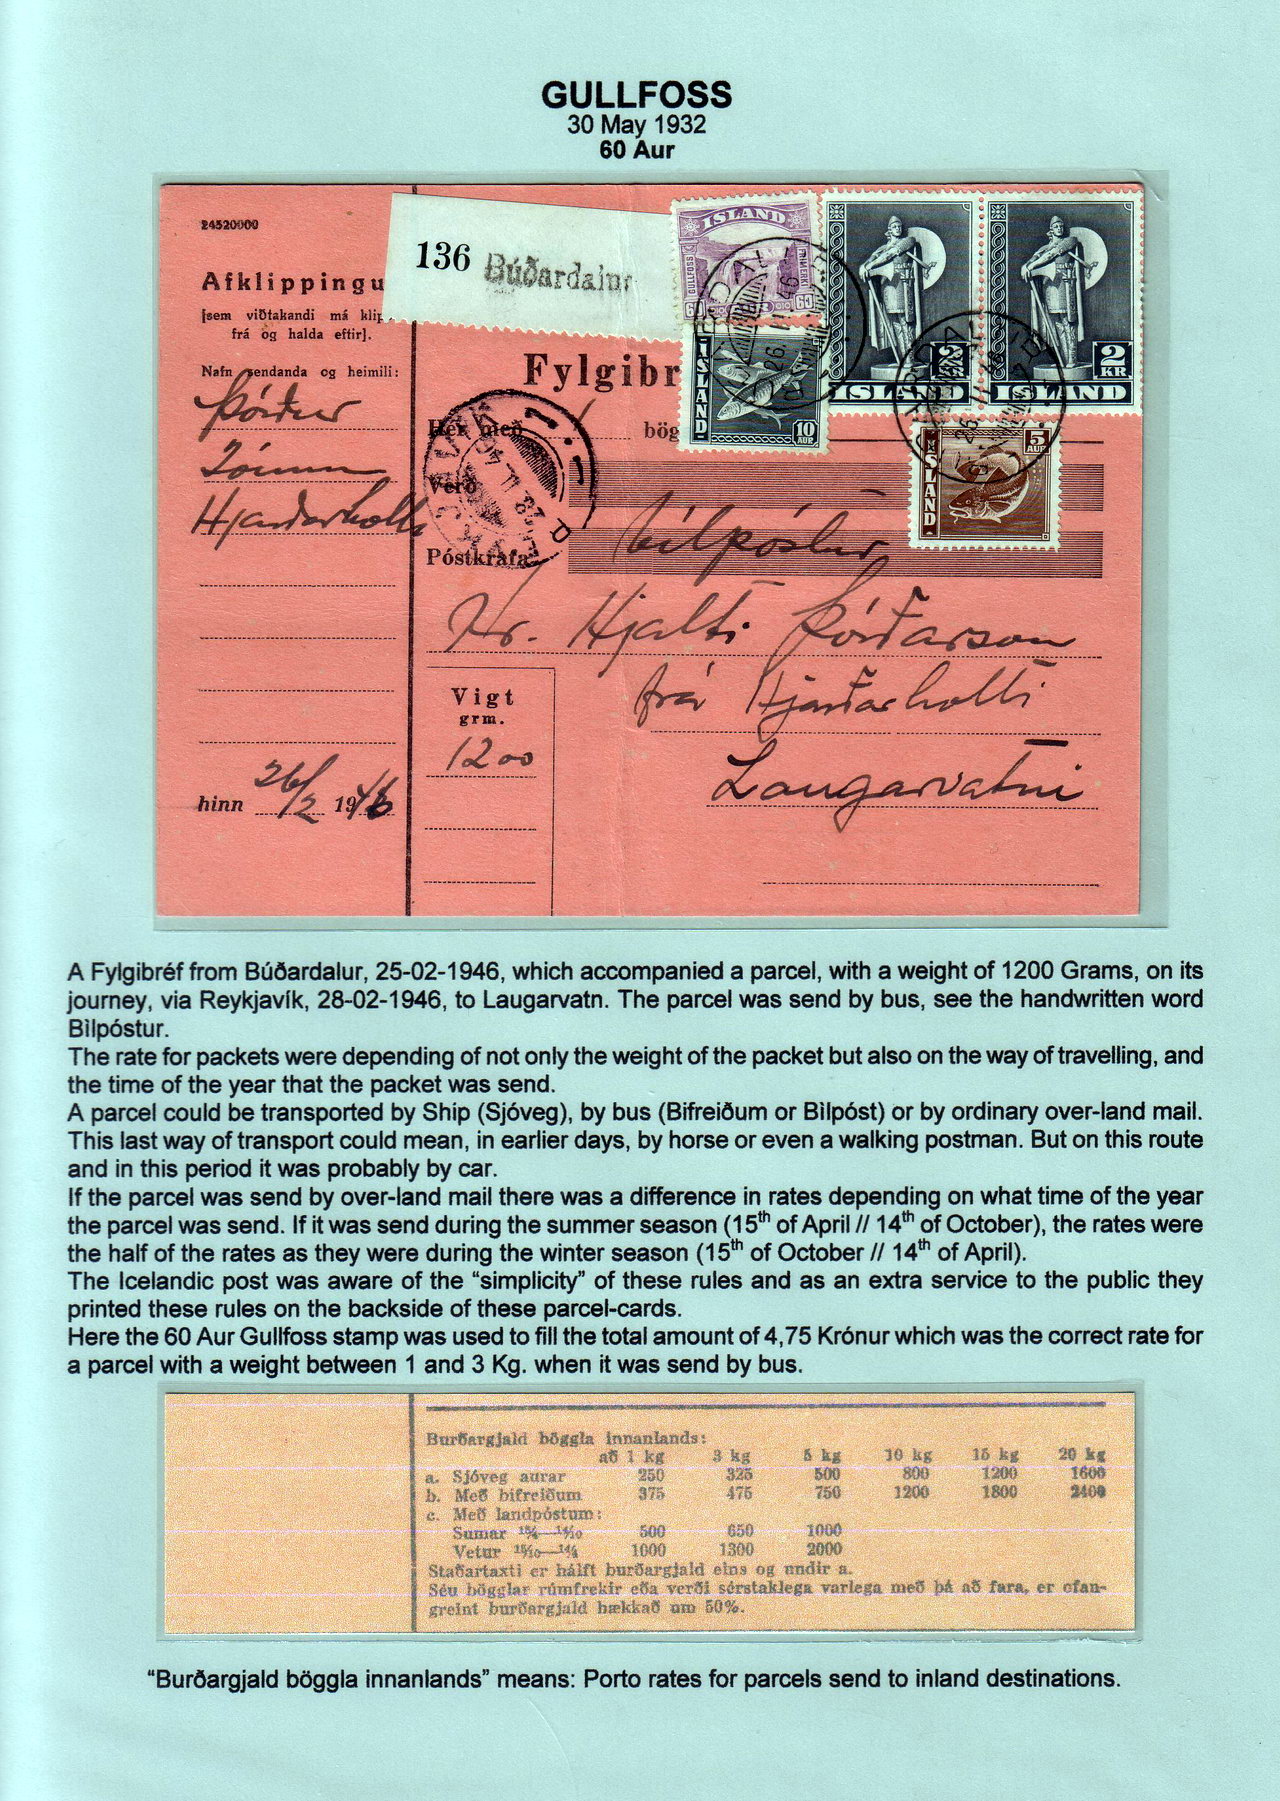 GULLFOSS
30 May 1932
60 Aur
24520000
Afklippingu
[sem viðtakandi má klip
frá og halda eftir].
Nafn sendanda og heimili:
Þórður
Hjarðarholti
hinn 26/2 1946
136 Búðardalur
ÍSLAND
GULLFOSS
FRÍMERKI
60 60
ÍSLAND
10
AUR
2
KR
ÍSLAND
2
KR
ÍSLAND
5
AUR
ÍSLAND
Fylgibr
Hér með 1 bög
Verð
Póstkrafa
bílpóstur
Hr. Hjalti Þórðarson
frá Hjarðarholti
Laugarvatni
Vigt
grm.
1200
A Fylgibréf from Búðardalur, 25-02-1946, which accompanied a parcel, with a weight of 1200 Grams, on its
journey, via Reykjavík, 28-02-1946, to Laugarvatn. The parcel was send by bus, see the handwritten word
Bìlpóstur.
The rate for packets were depending of not only the weight of the packet but also on the way of travelling, and
the time of the year that the packet was send.
A parcel could be transported by Ship (Sjóveg), by bus (Bifreiðum or Bìlpóst) or by ordinary over-land mail.
This last way of transport could mean, in earlier days, by horse or even a walking postman. But on this route
and in this period it was probably by car.
If the parcel was send by over-land mail there was a difference in rates depending on what time of the year
the parcel was send. If it was send during the summer season (15th of April // 14th of October), the rates were
the half of the rates as they were during the winter season (15th of October // 14th of April).
The Icelandic post was aware of the “simplicity” of these rules and as an extra service to the public they
printed these rules on the backside of these parcel-cards.
Here the 60 Aur Gullfoss stamp was used to fill the total amount of 4,75 Krónur which was the correct rate for
a parcel with a weight between 1 and 3 Kg. when it was send by bus.
Burðargjald böggla innanlands:
að 1 kg 3 kg 5 kg 10 kg 15 kg 20 kg
a. Sjóveg aurar 250 325 500 800 1200 1600
b. Með bifreiðum 375 475 750 1200 1800 2400
c. Með landpóstum:
Sumar 15/4—14/10 500 650 1000
Vetur 15/10—14/4 1000 1300 2000
Staðartaxti er hálft burðargjald eins og undir a.
Séu bögglar rúmfrekir eða verði sérstaklega varlega með þá að fara, er ofan-
greint burðargjald hækkað um 50%.
“Burðargjald böggla innanlands” means: Porto rates for parcels send to inland destinations.